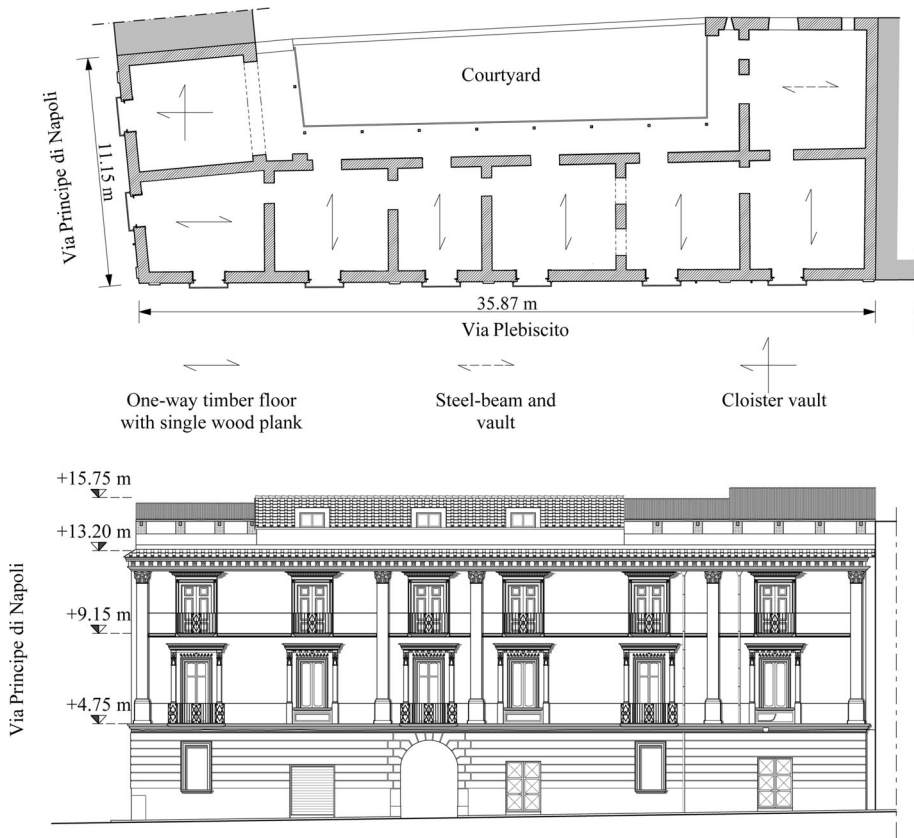 Courtyard
Via Principe di Napoli
11.15 m
35.87 m
Via Plebiscito
One-way timber floor
with single wood plank
Steel-beam and
vault
Cloister vault
+15.75 m
+13.20 m
+9.15 m
+4.75 m
Via Principe di Napoli